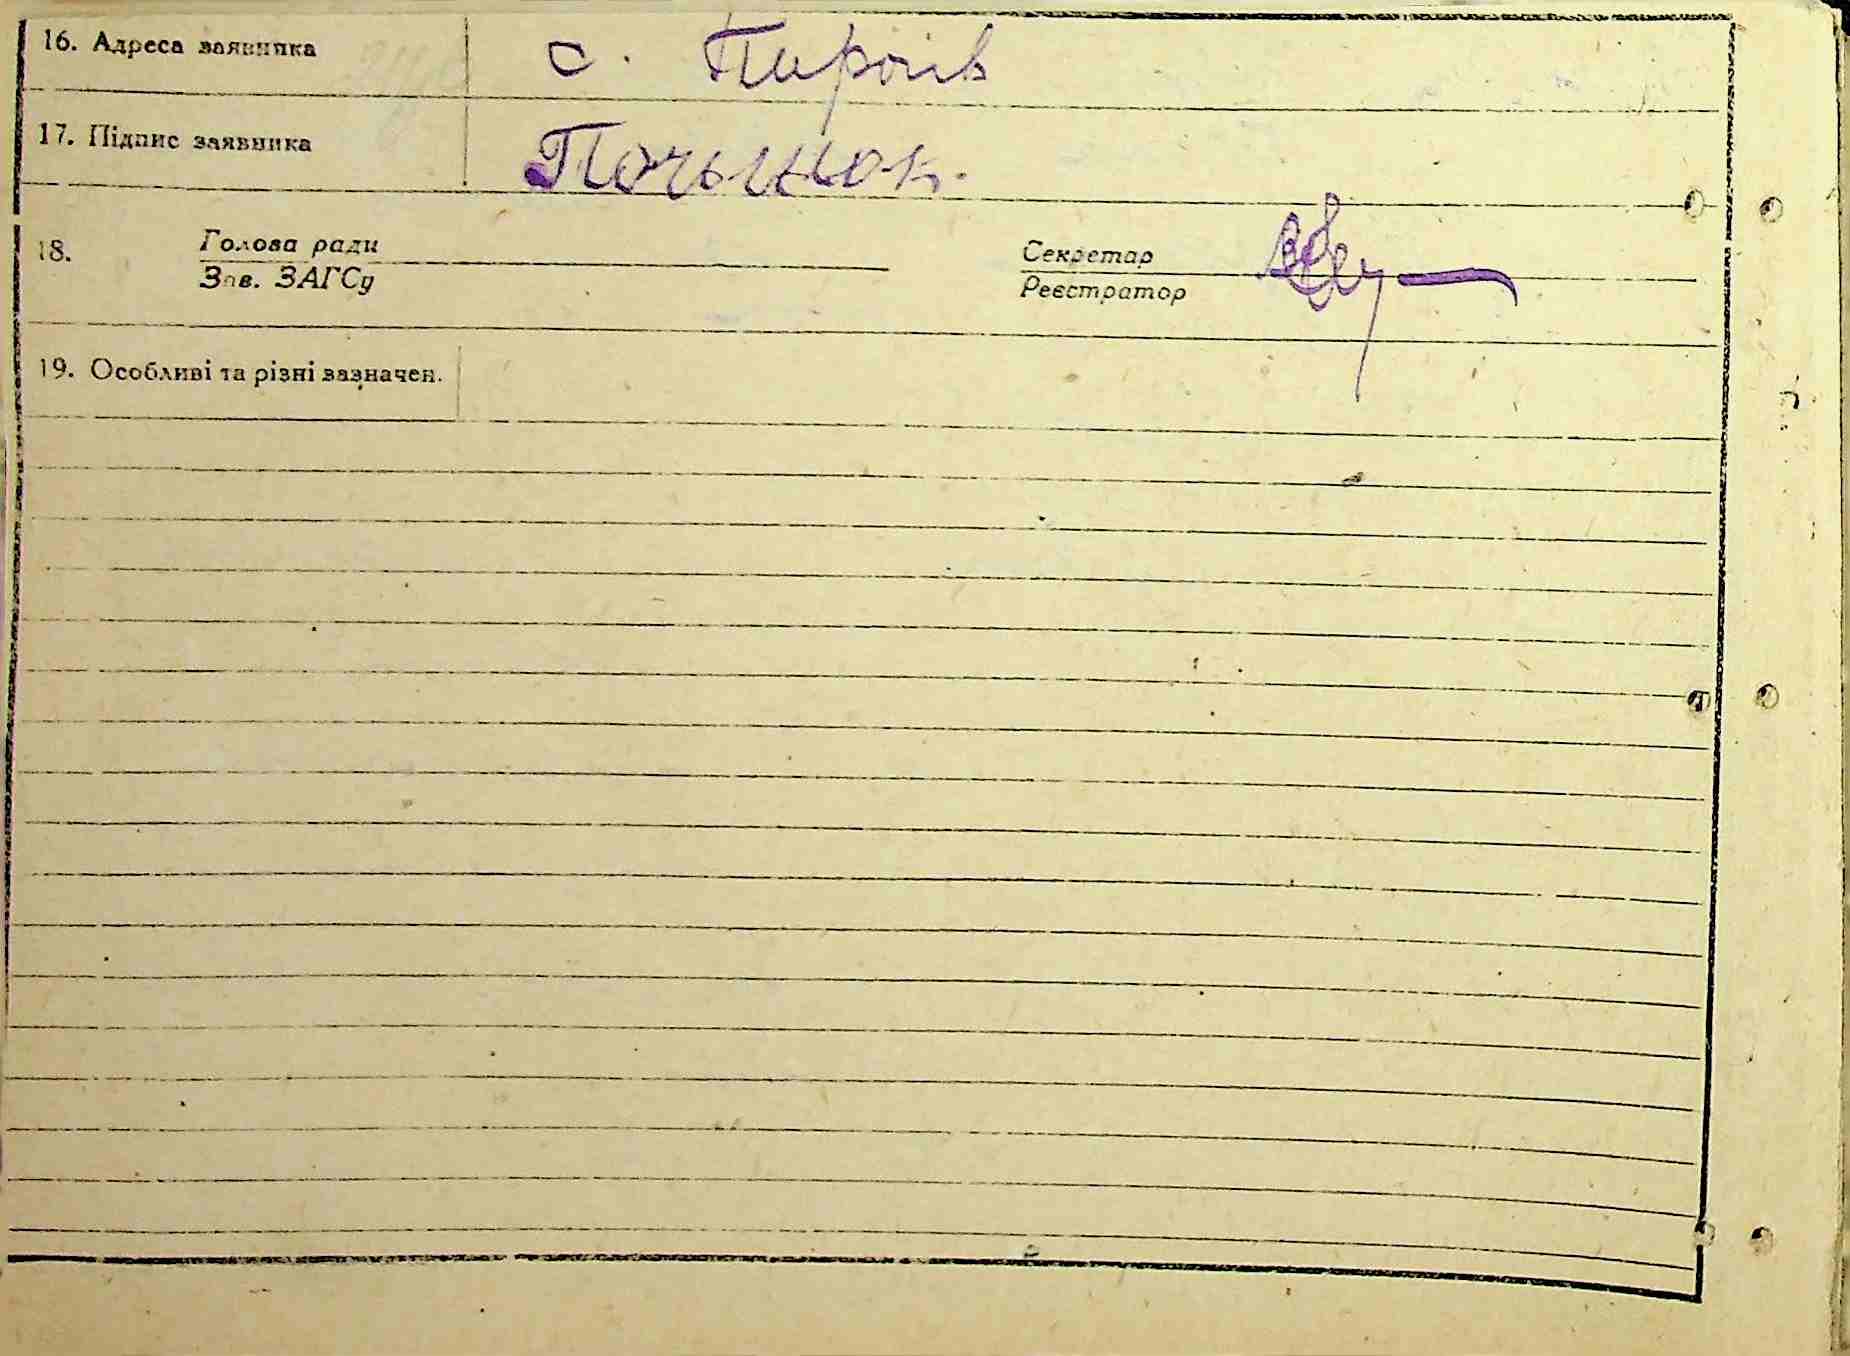 16. Адреса заявника с. Пирогів
17. Підпис заявника Почынок.
18. Голова ради Секретар
Зав. ЗАГСу Реєстратор
19. Особливі та різні зазначен.